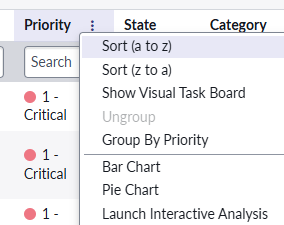 Priority State Category
Search
Sort (a to z)
Sort (z to a)
Show Visual Task Board
Ungroup
Group By Priority
Bar Chart
Pie Chart
Launch Interactive Analysis
1 -
Critical
1 -
Critical
1 -